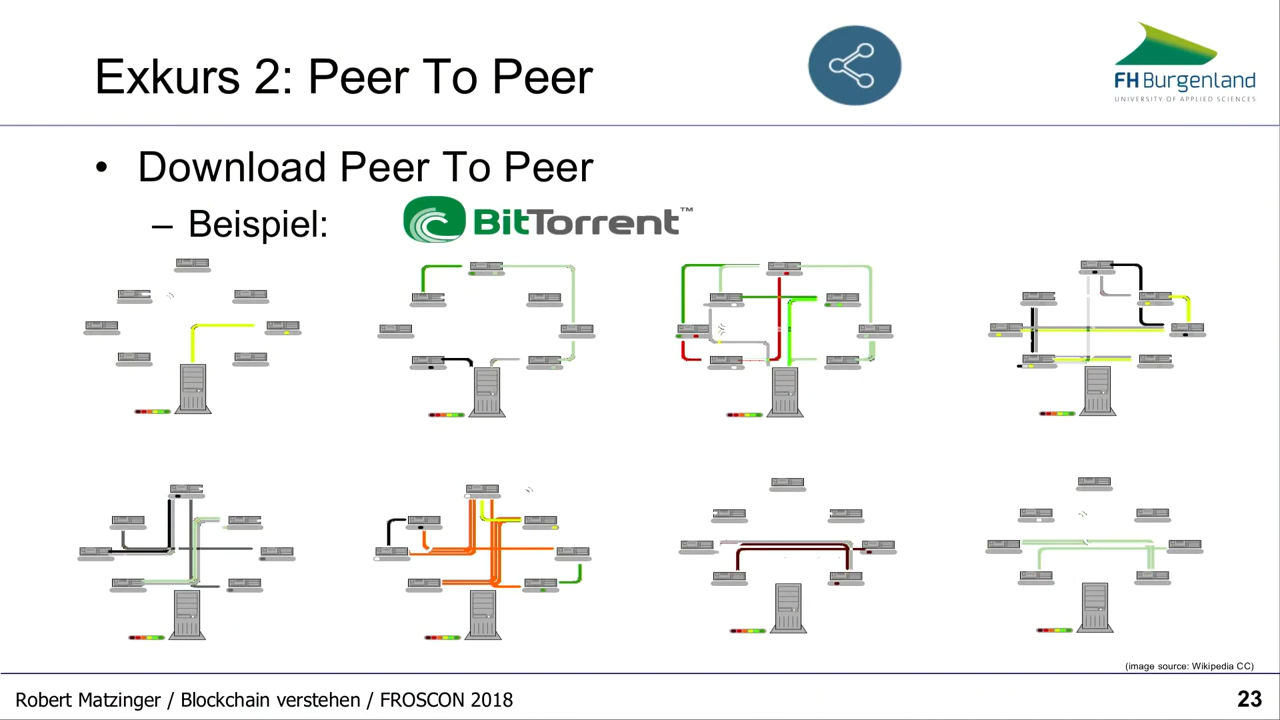 Exkurs 2: Peer To Peer
FH Burgenland
UNIVERSITY OF APPLIED SCIENCES
• Download Peer To Peer
– Beispiel:
BitTorrent™
(image source: Wikipedia CC)
Robert Matzinger / Blockchain verstehen / FROSCON 2018
23